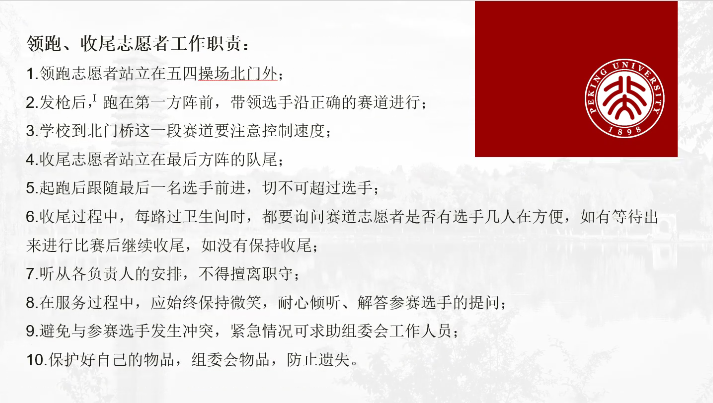 领跑、收尾志愿者工作职责：
1.领跑志愿者站立在五四操场北门外；
2.发枪后，跑在第一方阵前，带领选手沿正确的赛道进行；
3.学校到北门桥这一段赛道要注意控制速度；
4.收尾志愿者站立在最后方阵的队尾；
5.起跑后跟随最后一名选手前进，切不可超过选手；
6.收尾过程中，每路过卫生间时，都要询问赛道志愿者是否有选手几人在方便，如有等待出
来进行比赛后继续收尾，如没有保持收尾；
7.听从各负责人的安排，不得擅离职守；
8.在服务过程中，应始终保持微笑，耐心倾听、解答参赛选手的提问；
9.避免与参赛选手发生冲突，紧急情况可求助组委会工作人员；
10.保护好自己的物品，组委会物品，防止遗失。
PEKING UNIVERSITY
1898